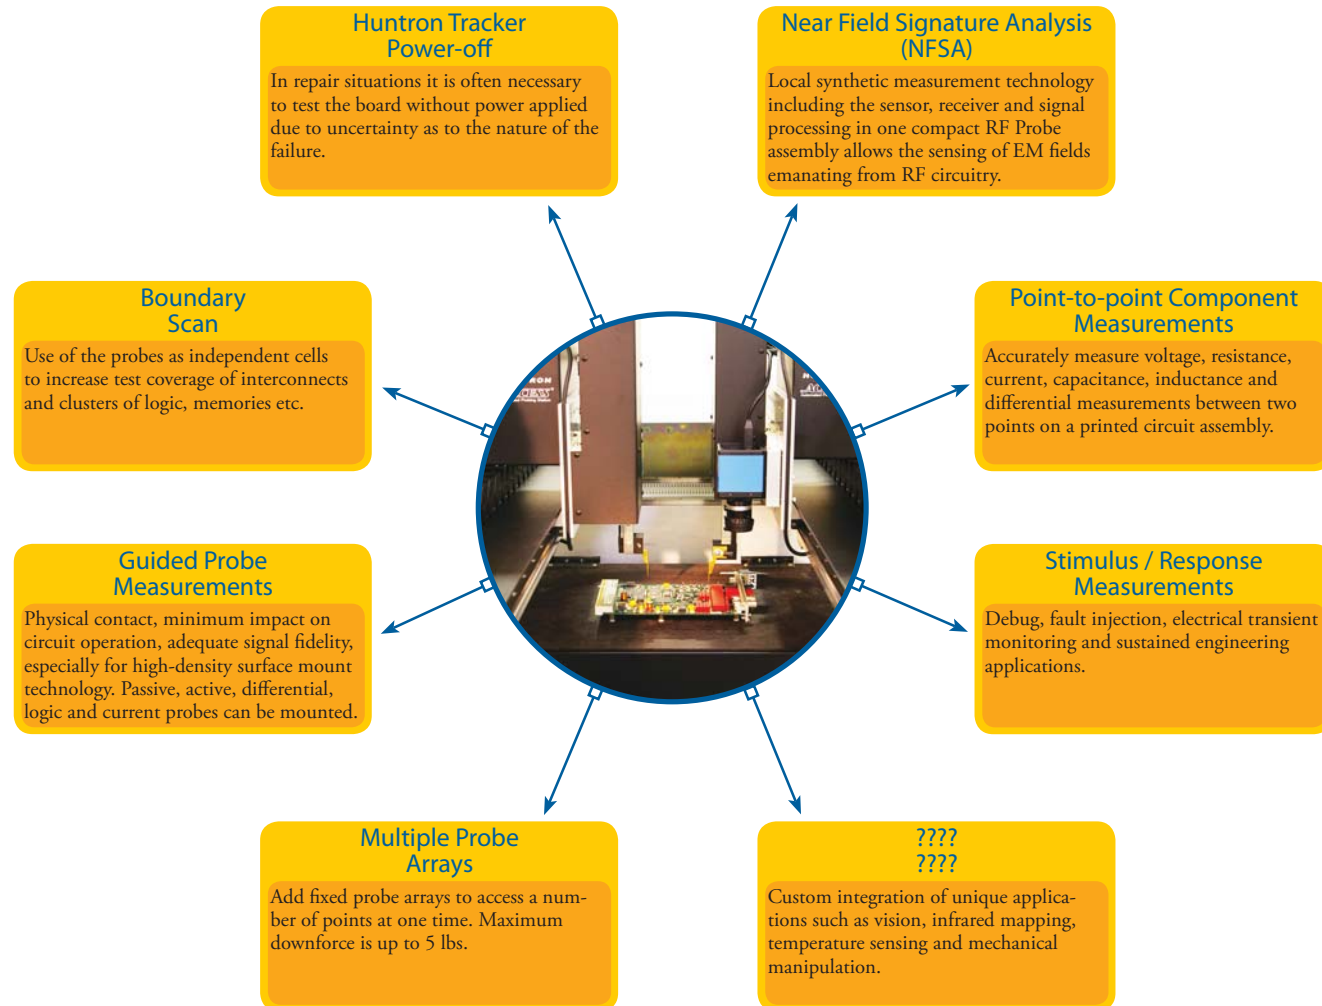 Huntron Tracker
Power-off
In repair situations it is often necessary
to test the board without power applied
due to uncertainty as to the nature of the
failure.
Near Field Signature Analysis
(NFSA)
Local synthetic measurement technology
including the sensor, receiver and signal
processing in one compact RF Probe
assembly allows the sensing of EM fields
emanating from RF circuitry.
Boundary
Scan
Use of the probes as independent cells
to increase test coverage of interconnects
and clusters of logic, memories etc.
Point-to-point Component
Measurements
Accurately measure voltage, resistance,
current, capacitance, inductance and
differential measurements between two
points on a printed circuit assembly.
Guided Probe
Measurements
Physical contact, minimum impact on
circuit operation, adequate signal fidelity,
especially for high-density surface mount
technology. Passive, active, differential,
logic and current probes can be mounted.
Stimulus / Response
Measurements
Debug, fault injection, electrical transient
monitoring and sustained engineering
applications.
Multiple Probe
Arrays
Add fixed probe arrays to access a num-
ber of points at one time. Maximum
downforce is up to 5 lbs.
????
????
Custom integration of unique applica-
tions such as vision, infrared mapping,
temperature sensing and mechanical
manipulation.